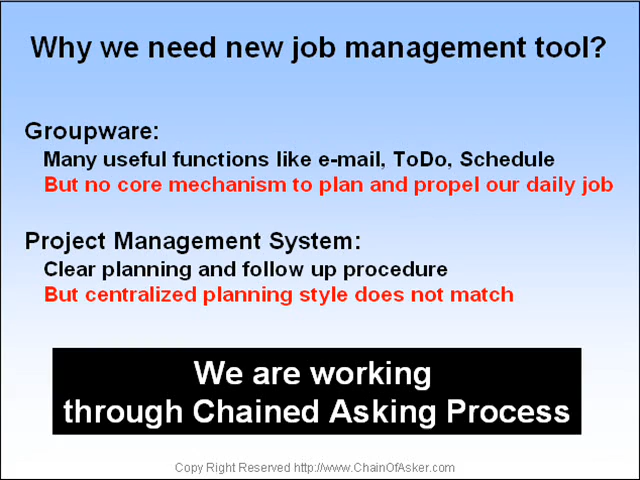 Why we need new job management tool?
Groupware:
Many useful functions like e-mail, ToDo, Schedule
But no core mechanism to plan and propel our daily job
Project Management System:
Clear planning and follow up procedure
But centralized planning style does not match
We are working
through Chained Asking Process
Copy Right Reserved http://www.ChainOfAsker.com